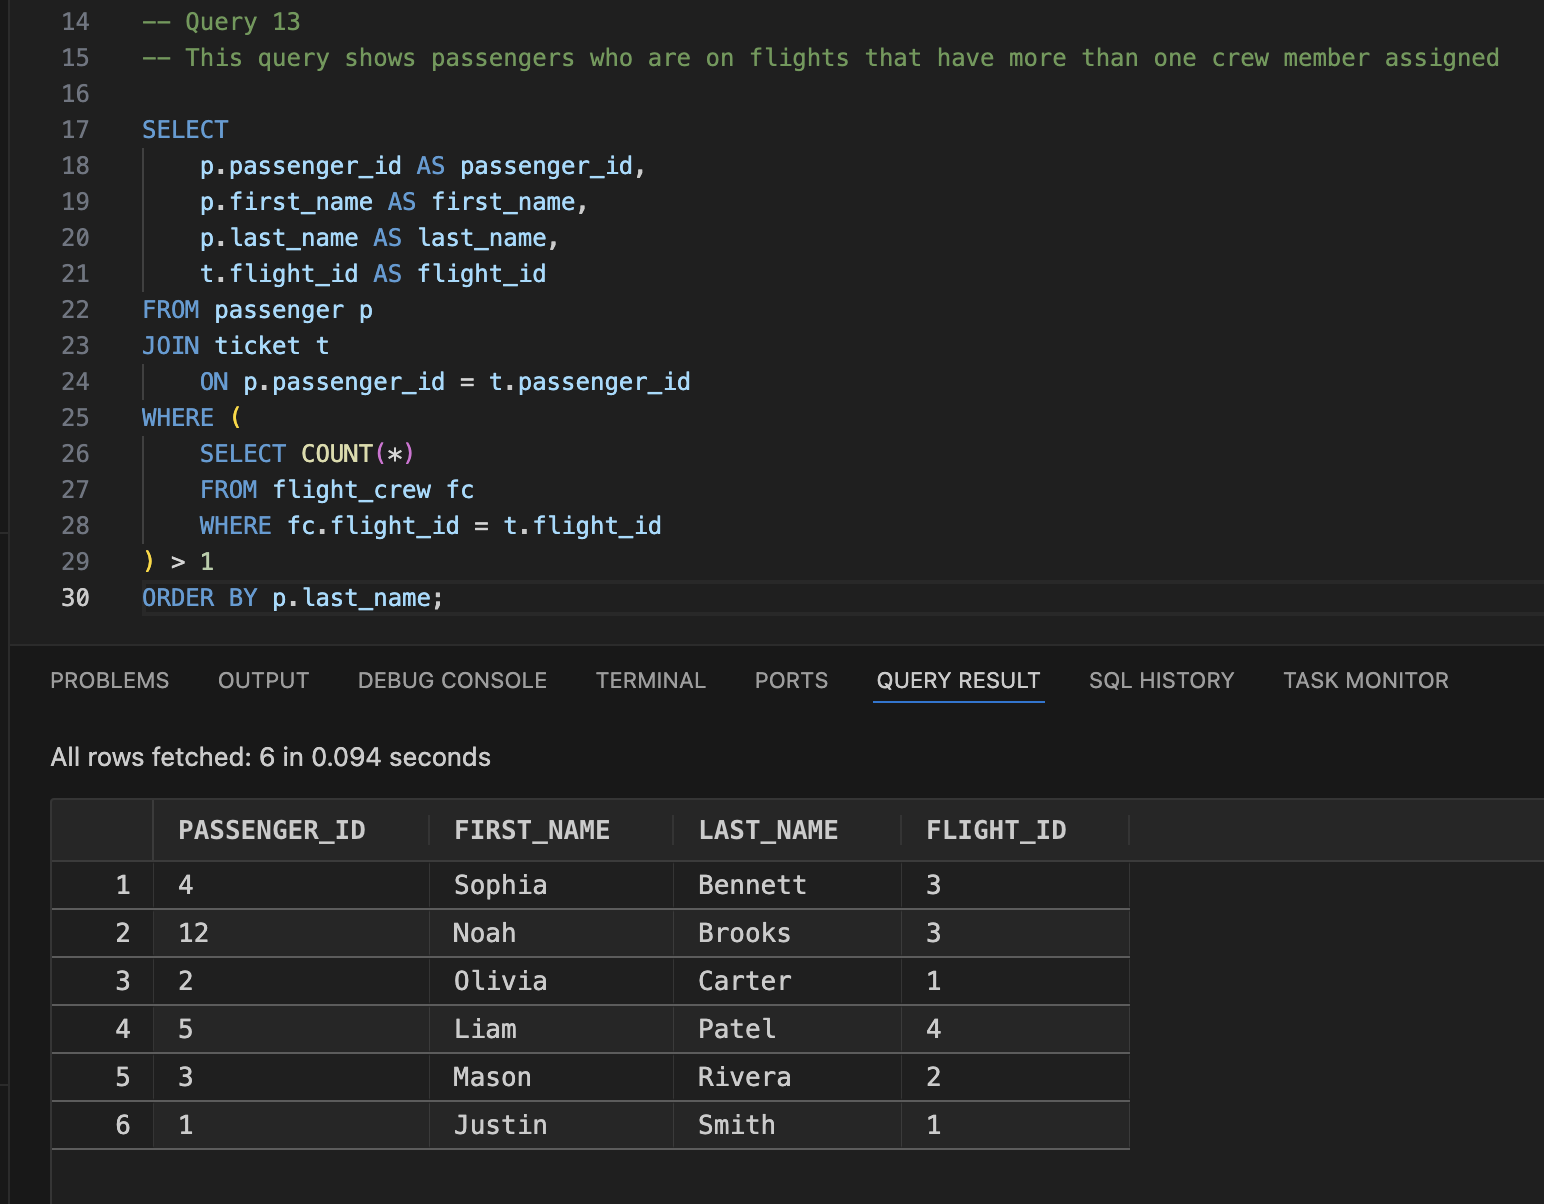 14 -- Query 13
15 -- This query shows passengers who are on flights that have more than one crew member assigned
16
17 SELECT
18 p.passenger_id AS passenger_id,
19 p.first_name AS first_name,
20 p.last_name AS last_name,
21 t.flight_id AS flight_id
22 FROM passenger p
23 JOIN ticket t
24 ON p.passenger_id = t.passenger_id
25 WHERE (
26 SELECT COUNT(*)
27 FROM flight_crew fc
28 WHERE fc.flight_id = t.flight_id
29 ) > 1
30 ORDER BY p.last_name;
PROBLEMS OUTPUT DEBUG CONSOLE TERMINAL PORTS QUERY RESULT SQL HISTORY TASK MONITOR
All rows fetched: 6 in 0.094 seconds
PASSENGER_ID FIRST_NAME LAST_NAME FLIGHT_ID
1 4 Sophia Bennett 3
2 12 Noah Brooks 3
3 2 Olivia Carter 1
4 5 Liam Patel 4
5 3 Mason Rivera 2
6 1 Justin Smith 1